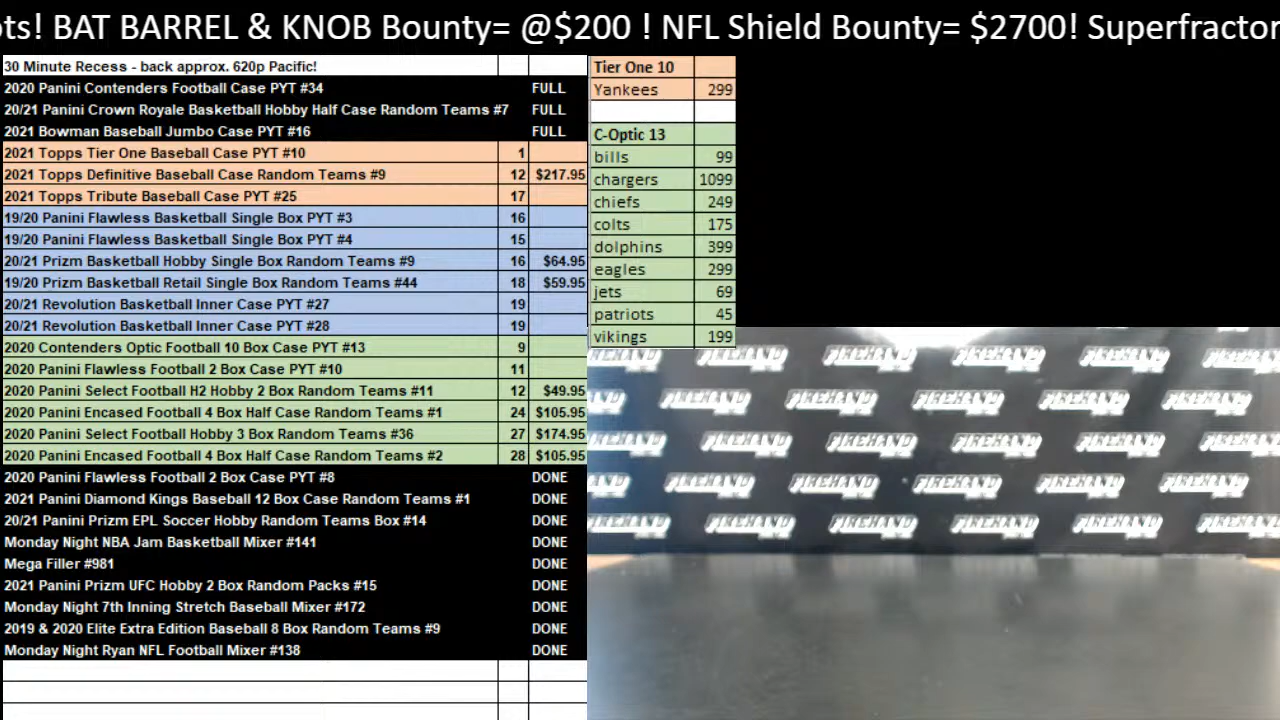 ots! BAT BARREL & KNOB Bounty= @$200 ! NFL Shield Bounty= $2700! Superfractor
30 Minute Recess - back approx. 620p Pacific!
2020 Panini Contenders Football Case PYT #34 FULL
20/21 Panini Crown Royale Basketball Hobby Half Case Random Teams #7 FULL
2021 Bowman Baseball Jumbo Case PYT #16 FULL
2021 Topps Tier One Baseball Case PYT #10 1
2021 Topps Definitive Baseball Case Random Teams #9 12 $217.95
2021 Topps Tribute Baseball Case PYT #25 17
19/20 Panini Flawless Basketball Single Box PYT #3 16
19/20 Panini Flawless Basketball Single Box PYT #4 15
20/21 Prizm Basketball Hobby Single Box Random Teams #9 16 $64.95
19/20 Prizm Basketball Retail Single Box Random Teams #44 18 $59.95
20/21 Revolution Basketball Inner Case PYT #27 19
20/21 Revolution Basketball Inner Case PYT #28 19
2020 Contenders Optic Football 10 Box Case PYT #13 9
2020 Panini Flawless Football 2 Box Case PYT #10 11
2020 Panini Select Football H2 Hobby 2 Box Random Teams #11 12 $49.95
2020 Panini Encased Football 4 Box Half Case Random Teams #1 24 $105.95
2020 Panini Select Football Hobby 3 Box Random Teams #36 27 $174.95
2020 Panini Encased Football 4 Box Half Case Random Teams #2 28 $105.95
2020 Panini Flawless Football 2 Box Case PYT #8 DONE
2021 Panini Diamond Kings Baseball 12 Box Case Random Teams #1 DONE
20/21 Panini Prizm EPL Soccer Hobby Random Teams Box #14 DONE
Monday Night NBA Jam Basketball Mixer #141 DONE
Mega Filler #981 DONE
2021 Panini Prizm UFC Hobby 2 Box Random Packs #15 DONE
Monday Night 7th Inning Stretch Baseball Mixer #172 DONE
2019 & 2020 Elite Extra Edition Baseball 8 Box Random Teams #9 DONE
Monday Night Ryan NFL Football Mixer #138 DONE
Tier One 10
Yankees 299
C-Optic 13
bills 99
chargers 1099
chiefs 249
colts 175
dolphins 399
eagles 299
jets 69
patriots 45
vikings 199
FIREHAND